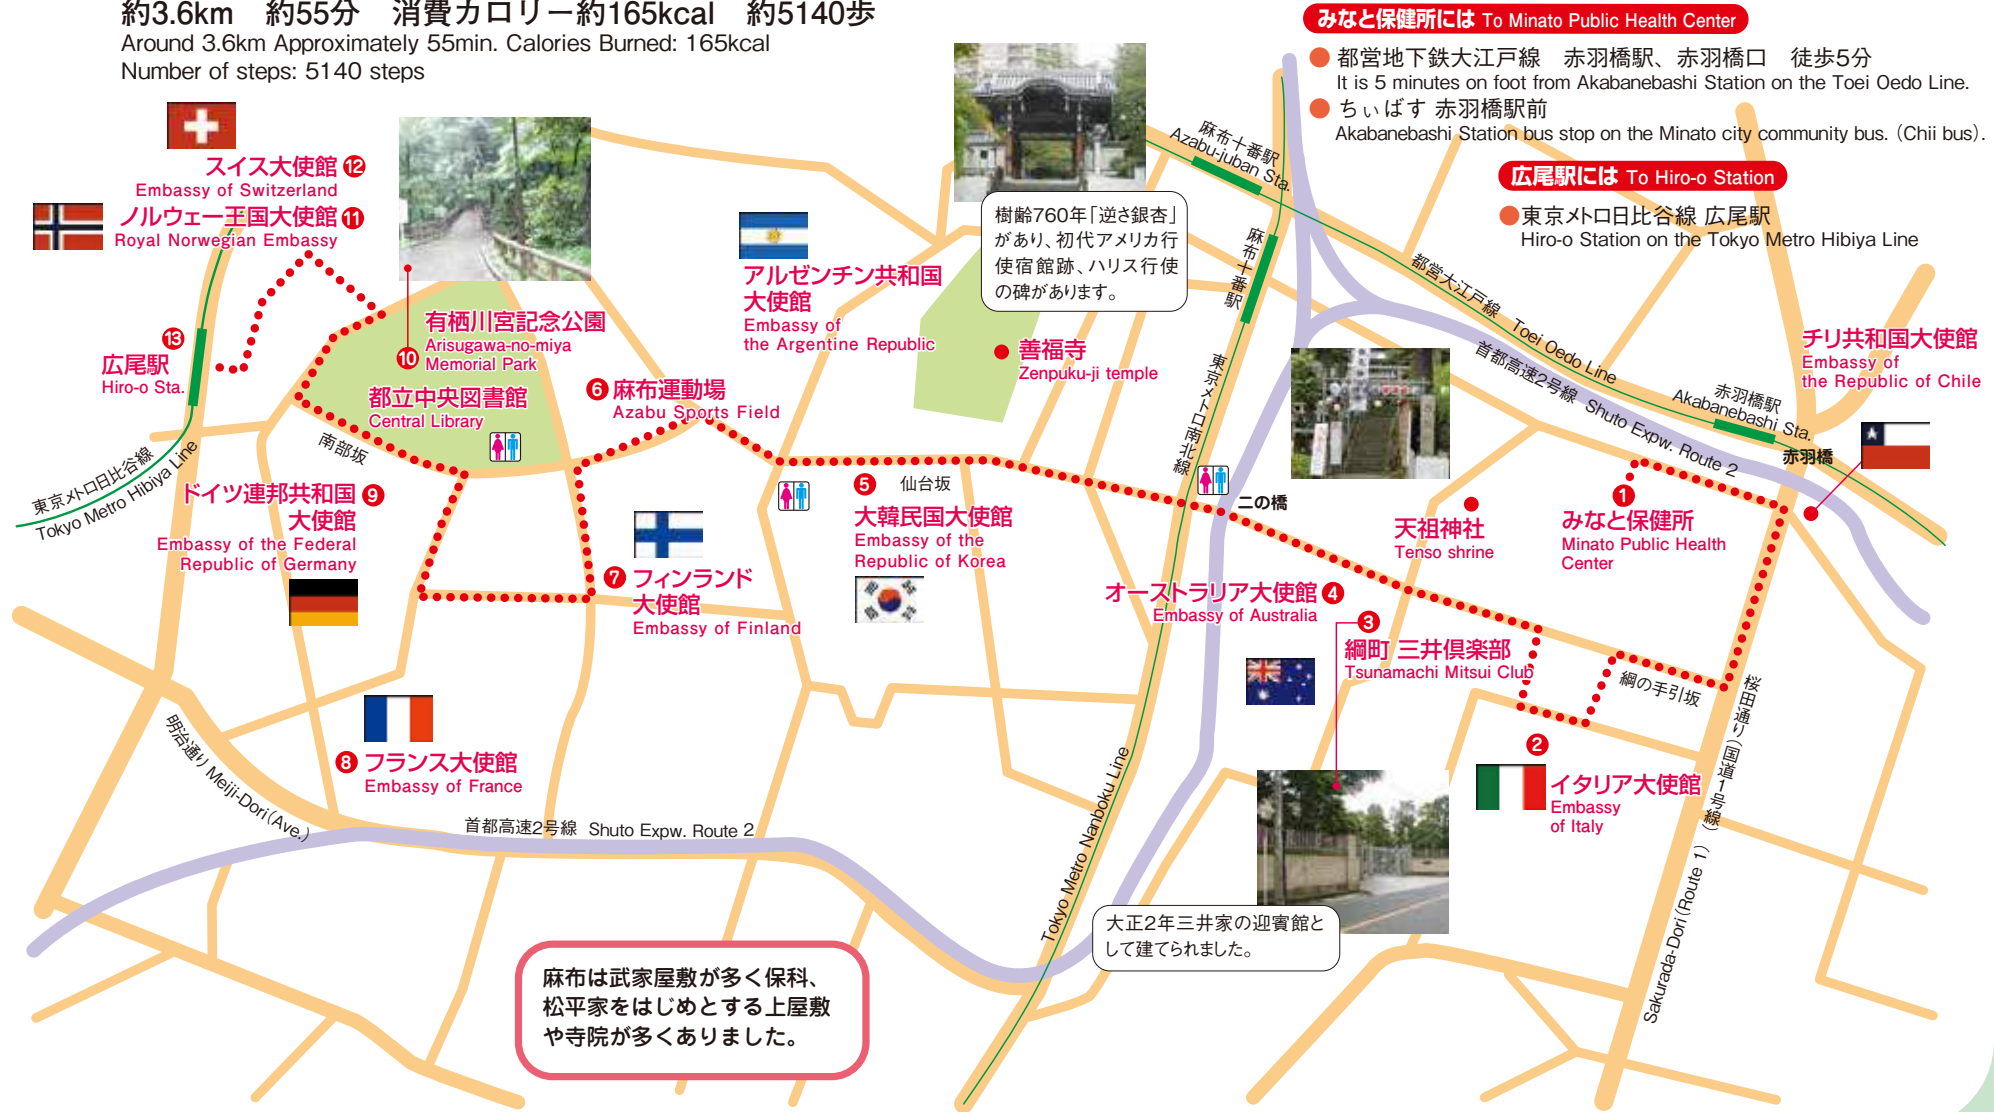 約3.6km 約55分 消費カロリー約165kcal 約5140歩
Around 3.6km Approximately 55min. Calories Burned: 165kcal
Number of steps: 5140 steps
みなと保健所には To Minato Public Health Center
●都営地下鉄大江戸線 赤羽橋駅、赤羽橋口 徒歩5分
It is 5 minutes on foot from Akabanebashi Station on the Toei Oedo Line.
●ちぃばす 赤羽橋駅前
Akabanebashi Station bus stop on the Minato city community bus. (Chii bus).
広尾駅には To Hiro-o Station
●東京メトロ日比谷線 広尾駅
Hiro-o Station on the Tokyo Metro Hibiya Line
スイス大使館 ⓬
Embassy of Switzerland
ノルウェー王国大使館 ⓫
Royal Norwegian Embassy
⓭
広尾駅
Hiro-o Sta.
東京メトロ日比谷線
Tokyo Metro Hibiya Line
有栖川宮記念公園
Arisugawa-no-miya
❿ Memorial Park
都立中央図書館
Central Library
南部坂
ドイツ連邦共和国 ❾
大使館
Embassy of the Federal
Republic of Germany
❽ フランス大使館
Embassy of France
明治通り Meiji-Dori(Ave.)
首都高速2号線 Shuto Expw. Route 2
❻ 麻布運動場
Azabu Sports Field
❼ フィンランド
大使館
Embassy of Finland
アルゼンチン共和国
大使館
Embassy of
the Argentine Republic
樹齢760年「逆さ銀杏」
があり、初代アメリカ行
使宿館跡、ハリス行使
の碑があります。
善福寺
Zenpuku-ji temple
❺ 仙台坂
大韓民国大使館
Embassy of the
Republic of Korea
麻布十番駅
Azabu-juban Sta.
麻布十番駅
東京メトロ南北線
Tokyo Metro Nanboku Line
都営大江戸線 Toei Oedo Line
首都高速2号線 Shuto Expw. Route 2
赤羽橋駅
Akabanebashi Sta.
赤羽橋
チリ共和国大使館
Embassy of
the Republic of Chile
二の橋
天祖神社
Tenso shrine
❶
みなと保健所
Minato Public Health
Center
オーストラリア大使館 ❹
Embassy of Australia
❸
綱町 三井倶楽部
Tsunamachi Mitsui Club
綱の手引坂
❷
イタリア大使館
Embassy
of Italy
桜田通り(国道1号線)
Sakurada-Dori(Route 1)
大正2年三井家の迎賓館と
して建てられました。
麻布は武家屋敷が多く保科、
松平家をはじめとする上屋敷
や寺院が多くありました。